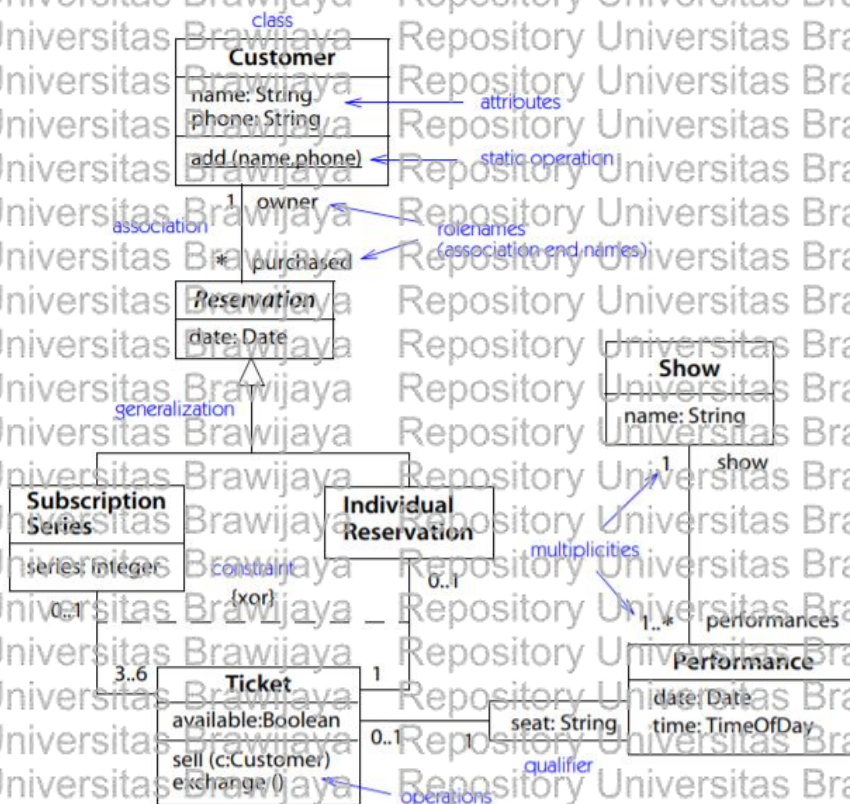 class
Customer
name: String
phone: String
attributes
add (name,phone)
static operation
1 owner
association
rolenames
(association end names)
* purchased
Reservation
date: Date
generalization
Show
name: String
1 show
Subscription
Series
series: Integer
Individual
Reservation
multiplicities
constraint
{xor}
0..1
0..1
1..* performances
3..6
1
Ticket
available:Boolean
sell (c:Customer)
exchange ()
operations
0..1
1
seat: String
qualifier
Performance
date: Date
time: TimeOfDay
Universitas Brawijaya Repository Universitas Bra